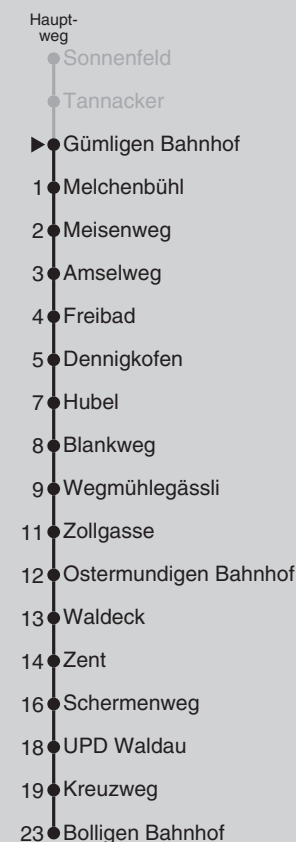 Haupt-
weg
Sonnenfeld
Tannacker
Gümligen Bahnhof
1 Melchenbühl
2 Meisenweg
3 Amselweg
4 Freibad
5 Dennigkofen
7 Hubel
8 Blankweg
9 Wegmühlegässli
11 Zollgasse
12 Ostermundigen Bahnhof
13 Waldeck
14 Zent
16 Schermenweg
18 UPD Waldau
19 Kreuzweg
23 Bolligen Bahnhof